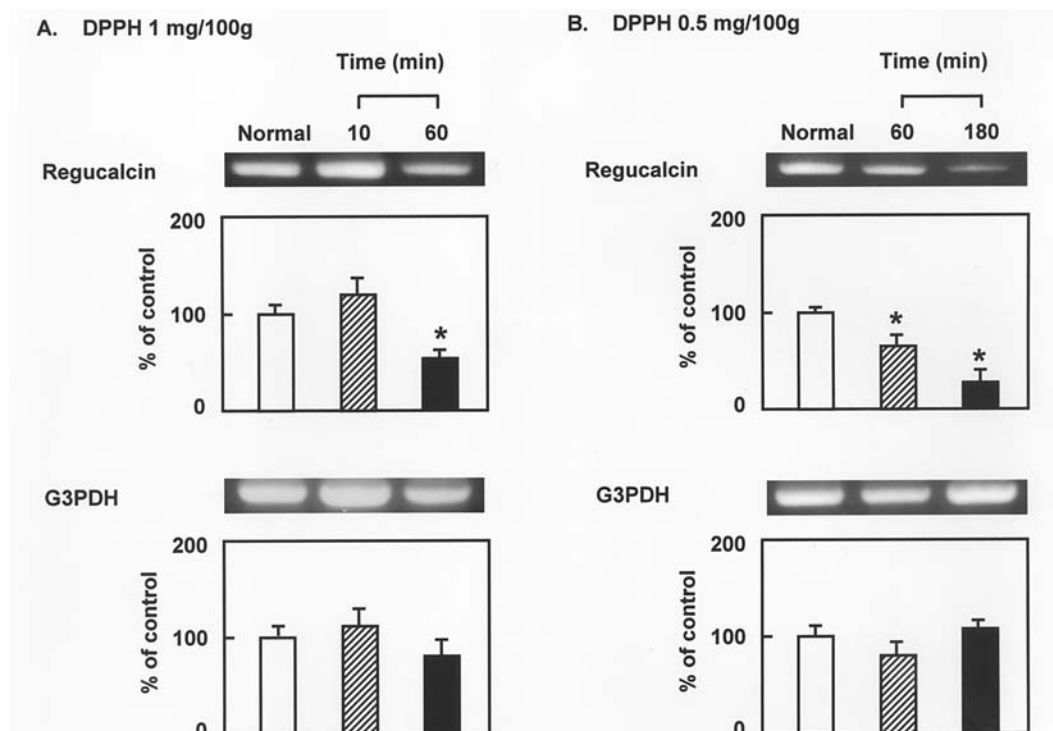 A. DPPH 1 mg/100g
Time (min)
Normal 10 60
Regucalcin
200
100
0
% of control
*
G3PDH
200
100
0
% of control
B. DPPH 0.5 mg/100g
Time (min)
Normal 60 180
Regucalcin
200
100
0
% of control
*
*
G3PDH
200
100
0
% of control